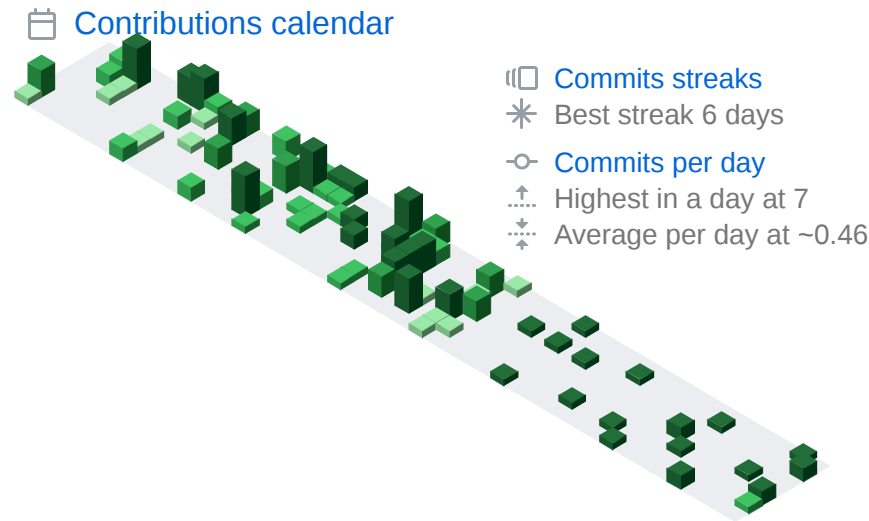 Contributions calendar
Commits streaks
Best streak 6 days
Commits per day
Highest in a day at 7
Average per day at ~0.46